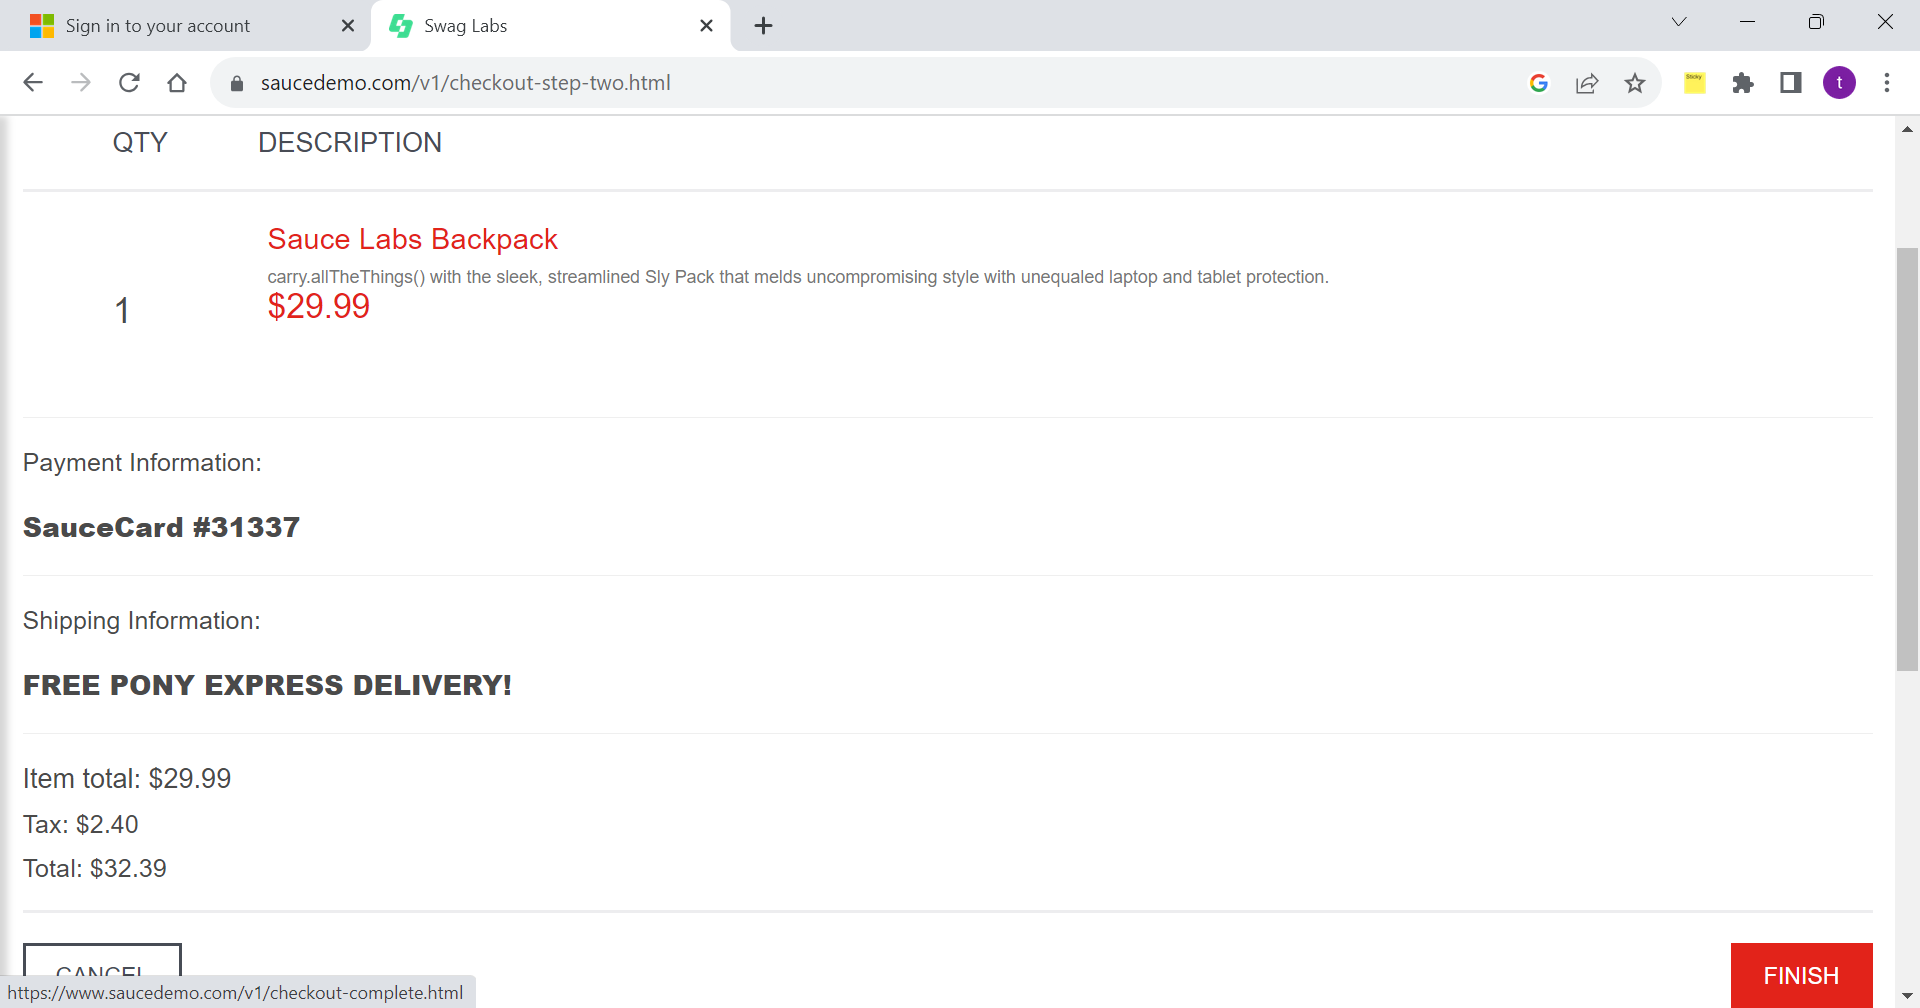 Sign in to your account
Swag Labs
saucedemo.com/v1/checkout-step-two.html
Sticky
t
QTY DESCRIPTION
Sauce Labs Backpack
carry.allTheThings() with the sleek, streamlined Sly Pack that melds uncompromising style with unequaled laptop and tablet protection.
1
$29.99
Payment Information:
SauceCard #31337
Shipping Information:
FREE PONY EXPRESS DELIVERY!
Item total: $29.99
Tax: $2.40
Total: $32.39
CANCEL
FINISH
https://www.saucedemo.com/v1/checkout-complete.html